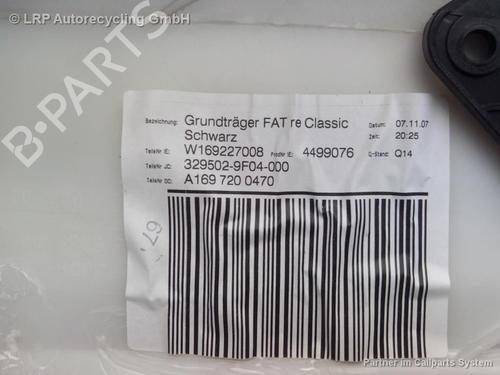 © LRP Autorecycling GmbH
B-PARTS
Bezeichnung: Grundträger FAT re Classic Datum: 07.11.07
Schwarz Zeit: 20:25
TeileNr IE: W169227008 ProdNr IE: 4499076 Q-Stand: Q14
TeileNr JC: 329502-9F04-000
TeileNr DC: A169 720 0470
67.
Partner im Callparts System